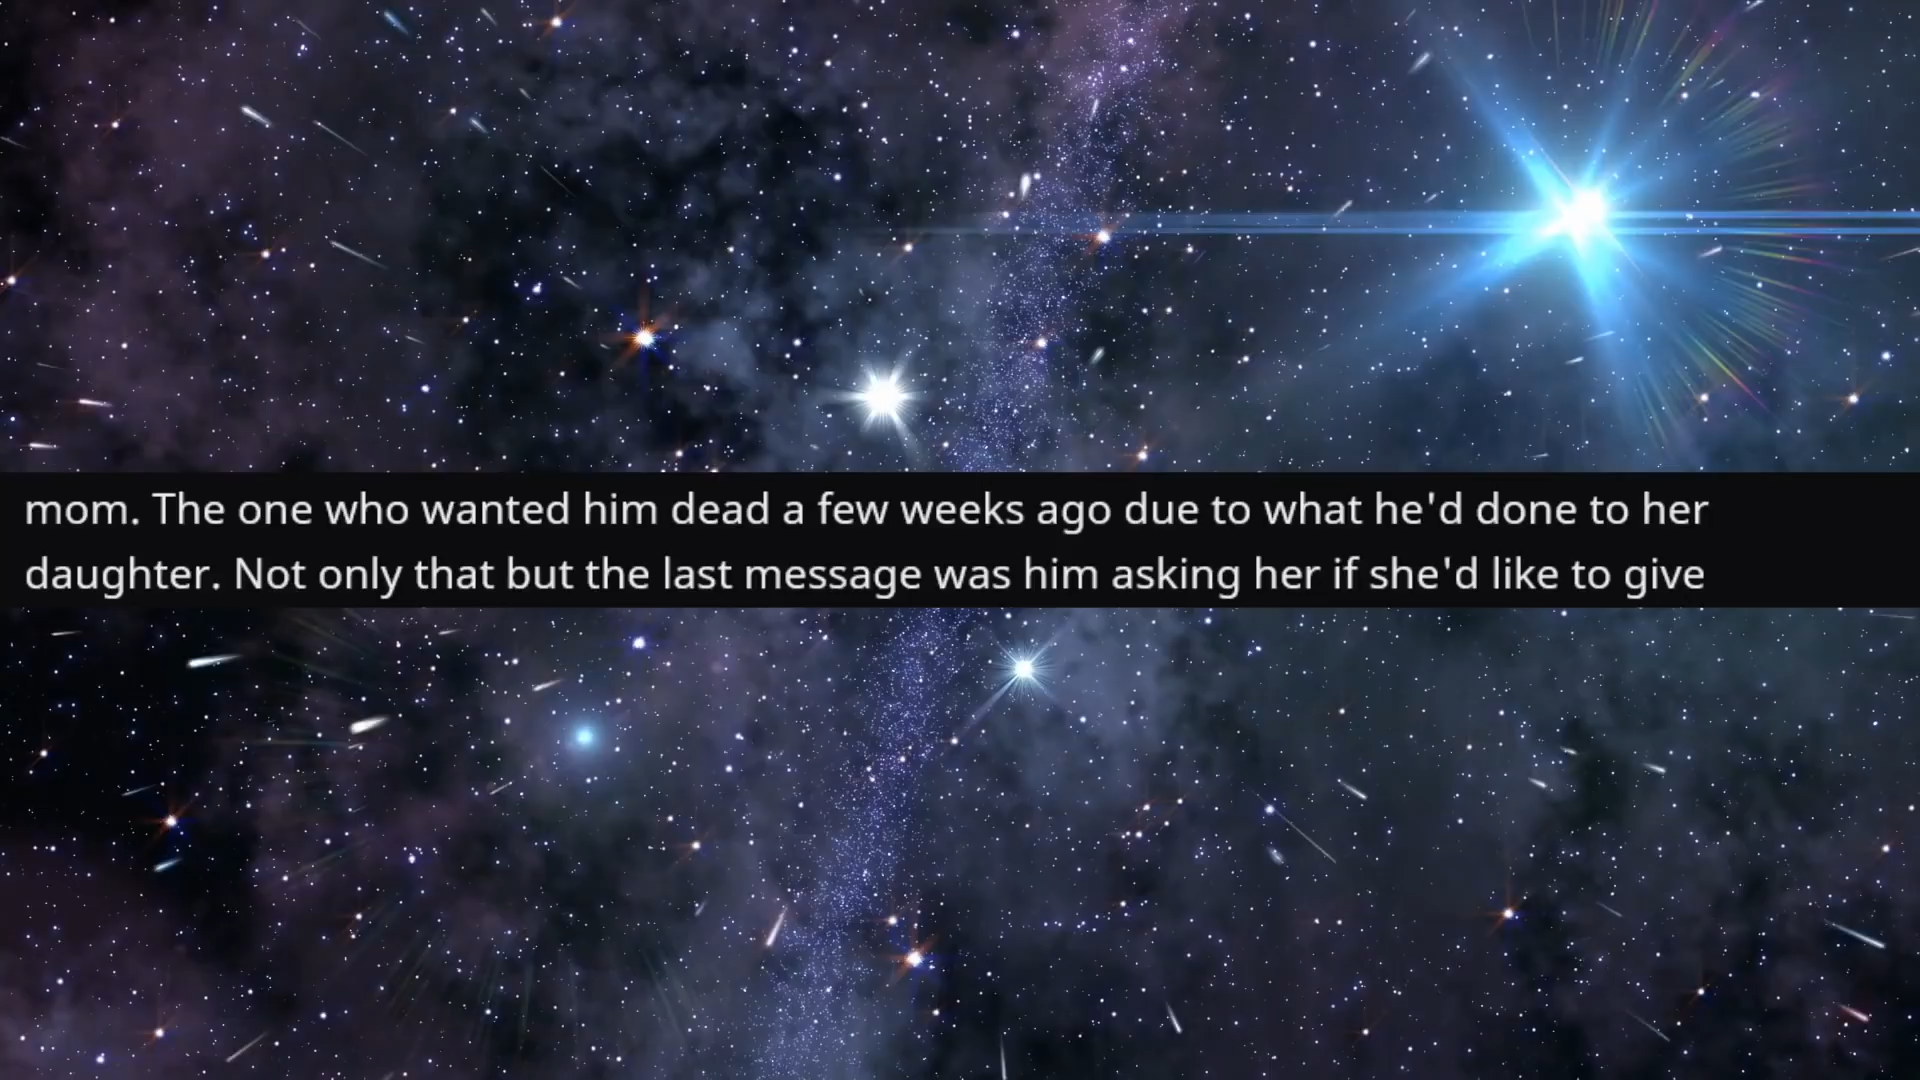 mom. The one who wanted him dead a few weeks ago due to what he'd done to her
daughter. Not only that but the last message was him asking her if she'd like to give